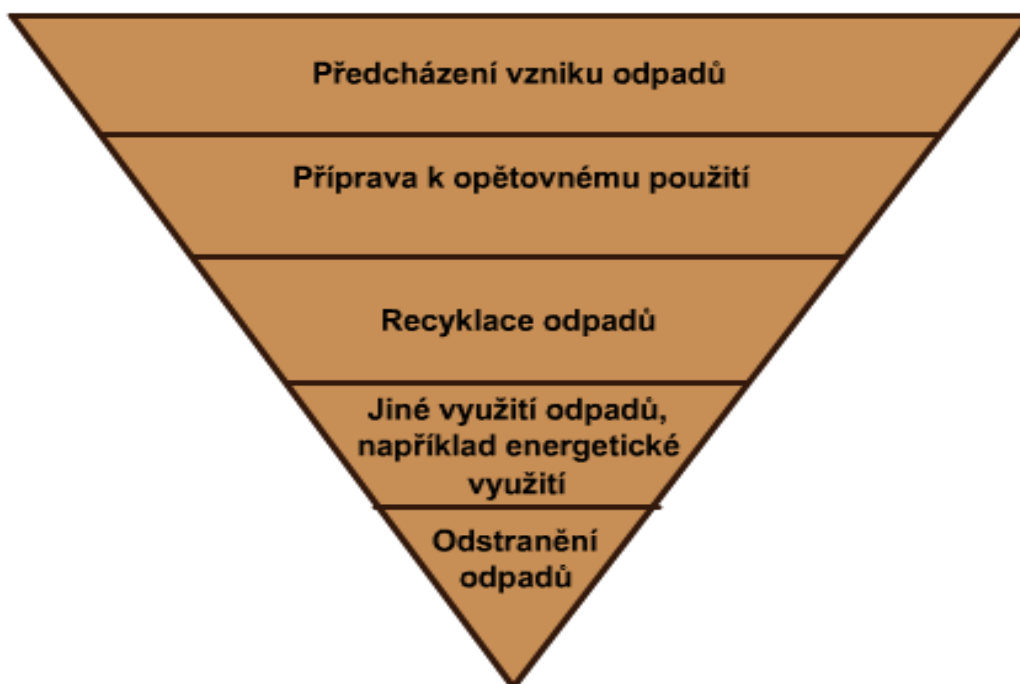 Předcházení vzniku odpadů
Příprava k opětovnému použití
Recyklace odpadů
Jiné využití odpadů,
například energetické
využití
Odstranění
odpadů